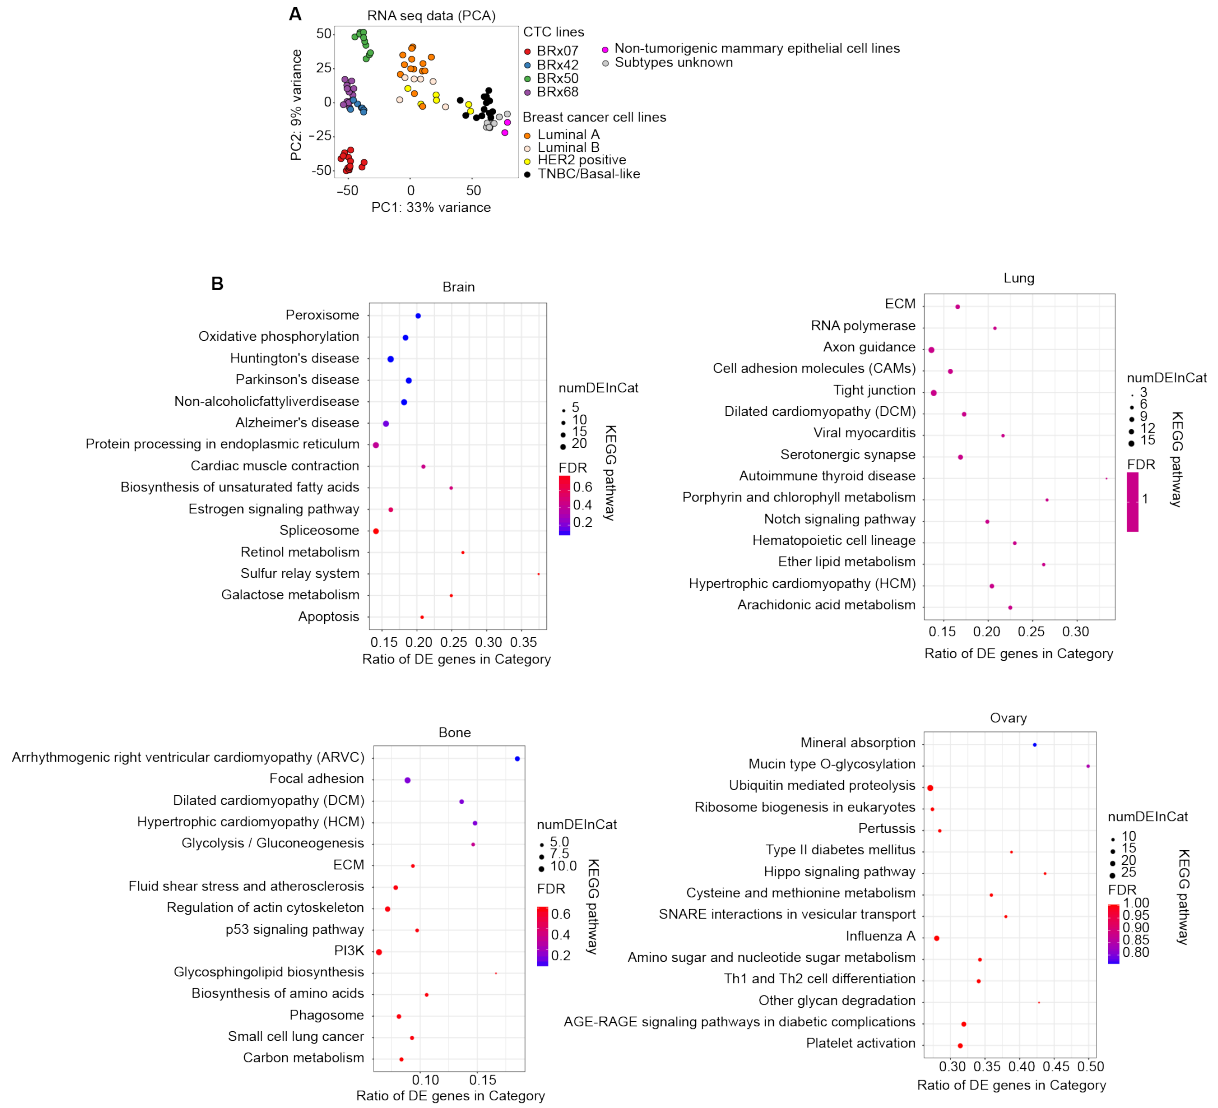 A
RNA seq data (PCA)
PC2: 9% variance
50
25
0
−25
−50
−50
0
50
PC1: 33% variance
CTC lines
BRx07
BRx42
BRx50
BRx68
Non-tumorigenic mammary epithelial cell lines
Subtypes unknown
Breast cancer cell lines
Luminal A
Luminal B
HER2 positive
TNBC/Basal-like
B
Brain
Peroxisome
Oxidative phosphorylation
Huntington's disease
Parkinson's disease
Non-alcoholicfattyliverdisease
Alzheimer's disease
Protein processing in endoplasmic reticulum
Cardiac muscle contraction
Biosynthesis of unsaturated fatty acids
Estrogen signaling pathway
Spliceosome
Retinol metabolism
Sulfur relay system
Galactose metabolism
Apoptosis
0.15 0.20 0.25 0.30 0.35
Ratio of DE genes in Category
numDEInCat
5
10
15
20
FDR
0.6
0.4
0.2
KEGG pathway
Lung
ECM
RNA polymerase
Axon guidance
Cell adhesion molecules (CAMs)
Tight junction
Dilated cardiomyopathy (DCM)
Viral myocarditis
Serotonergic synapse
Autoimmune thyroid disease
Porphyrin and chlorophyll metabolism
Notch signaling pathway
Hematopoietic cell lineage
Ether lipid metabolism
Hypertrophic cardiomyopathy (HCM)
Arachidonic acid metabolism
0.15 0.20 0.25 0.30
Ratio of DE genes in Category
numDEInCat
3
6
9
12
15
FDR
1
KEGG pathway
Bone
Arrhythmogenic right ventricular cardiomyopathy (ARVC)
Focal adhesion
Dilated cardiomyopathy (DCM)
Hypertrophic cardiomyopathy (HCM)
Glycolysis / Gluconeogenesis
ECM
Fluid shear stress and atherosclerosis
Regulation of actin cytoskeleton
p53 signaling pathway
PI3K
Glycosphingolipid biosynthesis
Biosynthesis of amino acids
Phagosome
Small cell lung cancer
Carbon metabolism
0.10 0.15
Ratio of DE genes in Category
numDEInCat
5.0
7.5
10.0
FDR
0.6
0.4
0.2
KEGG pathway
Ovary
Mineral absorption
Mucin type O-glycosylation
Ubiquitin mediated proteolysis
Ribosome biogenesis in eukaryotes
Pertussis
Type II diabetes mellitus
Hippo signaling pathway
Cysteine and methionine metabolism
SNARE interactions in vesicular transport
Influenza A
Amino sugar and nucleotide sugar metabolism
Th1 and Th2 cell differentiation
Other glycan degradation
AGE-RAGE signaling pathways in diabetic complications
Platelet activation
0.30 0.35 0.40 0.45 0.50
Ratio of DE genes in Category
numDEInCat
10
15
20
25
FDR
1.00
0.95
0.90
0.85
0.80
KEGG pathway